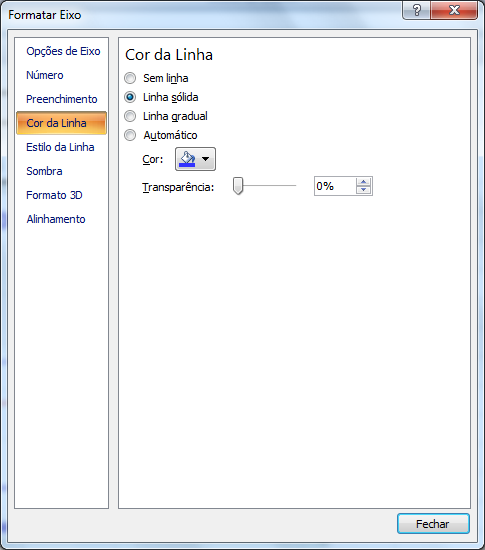 Formatar Eixo
Opções de Eixo
Número
Preenchimento
Cor da Linha
Estilo da Linha
Sombra
Formato 3D
Alinhamento
Cor da Linha
Sem linha
Linha sólida
Linha gradual
Automático
Cor:
Transparência: 0%
Fechar